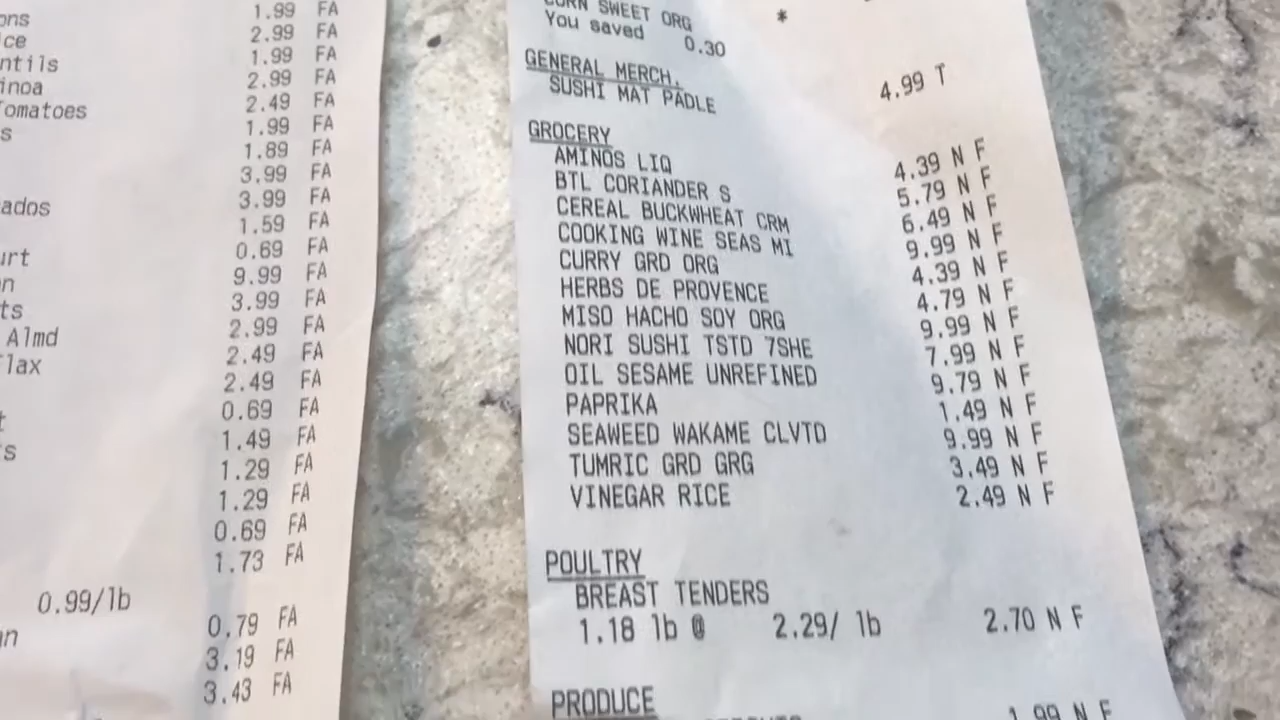 ons 1.99 FA
ce 2.99 FA
ntils 1.99 FA
inoa 2.99 FA
omatoes 2.49 FA
s 1.99 FA
1.89 FA
3.99 FA
ados 3.99 FA
1.59 FA
urt 0.69 FA
n 9.99 FA
ts 3.99 FA
Almd 2.99 FA
lax 2.49 FA
2.49 FA
t 0.69 FA
s 1.49 FA
1.29 FA
1.29 FA
0.69 FA
1.73 FA
0.99/lb
an 0.79 FA
3.19 FA
3.43 FA
CORN SWEET ORG *
You saved 0.30
GENERAL MERCH.
SUSHI MAT PADLE 4.99 T
GROCERY
AMINOS LIQ 4.39 N F
BTL CORIANDER S 5.79 N F
CEREAL BUCKWHEAT CRM 6.49 N F
COOKING WINE SEAS MI 9.99 N F
CURRY GRD ORG 4.39 N F
HERBS DE PROVENCE 4.79 N F
MISO HACHO SOY ORG 9.99 N F
NORI SUSHI TSTD 7SHE 7.99 N F
OIL SESAME UNREFINED 9.79 N F
PAPRIKA 1.49 N F
SEAWEED WAKAME CLVTD 9.99 N F
TUMRIC GRD GRG 3.49 N F
VINEGAR RICE 2.49 N F
POULTRY
BREAST TENDERS
1.18 lb @ 2.29/ lb 2.70 N F
PRODUCE
1.99 N F